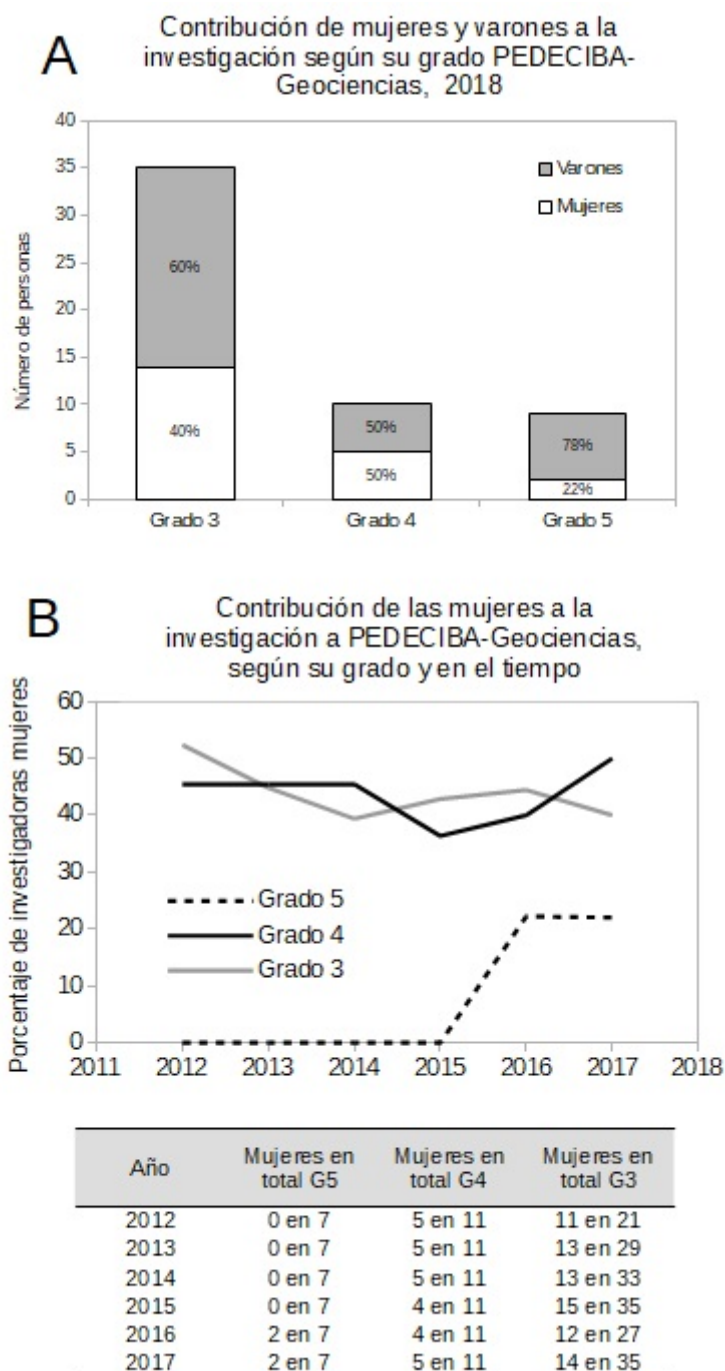 A
Contribución de mujeres y varones a la
investigación según su grado PEDECIBA-
Geociencias, 2018
Número de personas
40
35
30
25
20
15
10
5
0
Varones
Mujeres
60%
40%
50%
50%
78%
22%
Grado 3 Grado 4 Grado 5
B
Contribución de las mujeres a la
investigación a PEDECIBA-Geociencias,
según su grado y en el tiempo
Porcentaje de investigadoras mujeres
60
50
40
30
20
10
0
Grado 5
Grado 4
Grado 3
2011 2012 2013 2014 2015 2016 2017 2018
Año Mujeres en total G5 Mujeres en total G4 Mujeres en total G3
2012 0 en 7 5 en 11 11 en 21
2013 0 en 7 5 en 11 13 en 29
2014 0 en 7 5 en 11 13 en 33
2015 0 en 7 4 en 11 15 en 35
2016 2 en 7 4 en 11 12 en 27
2017 2 en 7 5 en 11 14 en 35